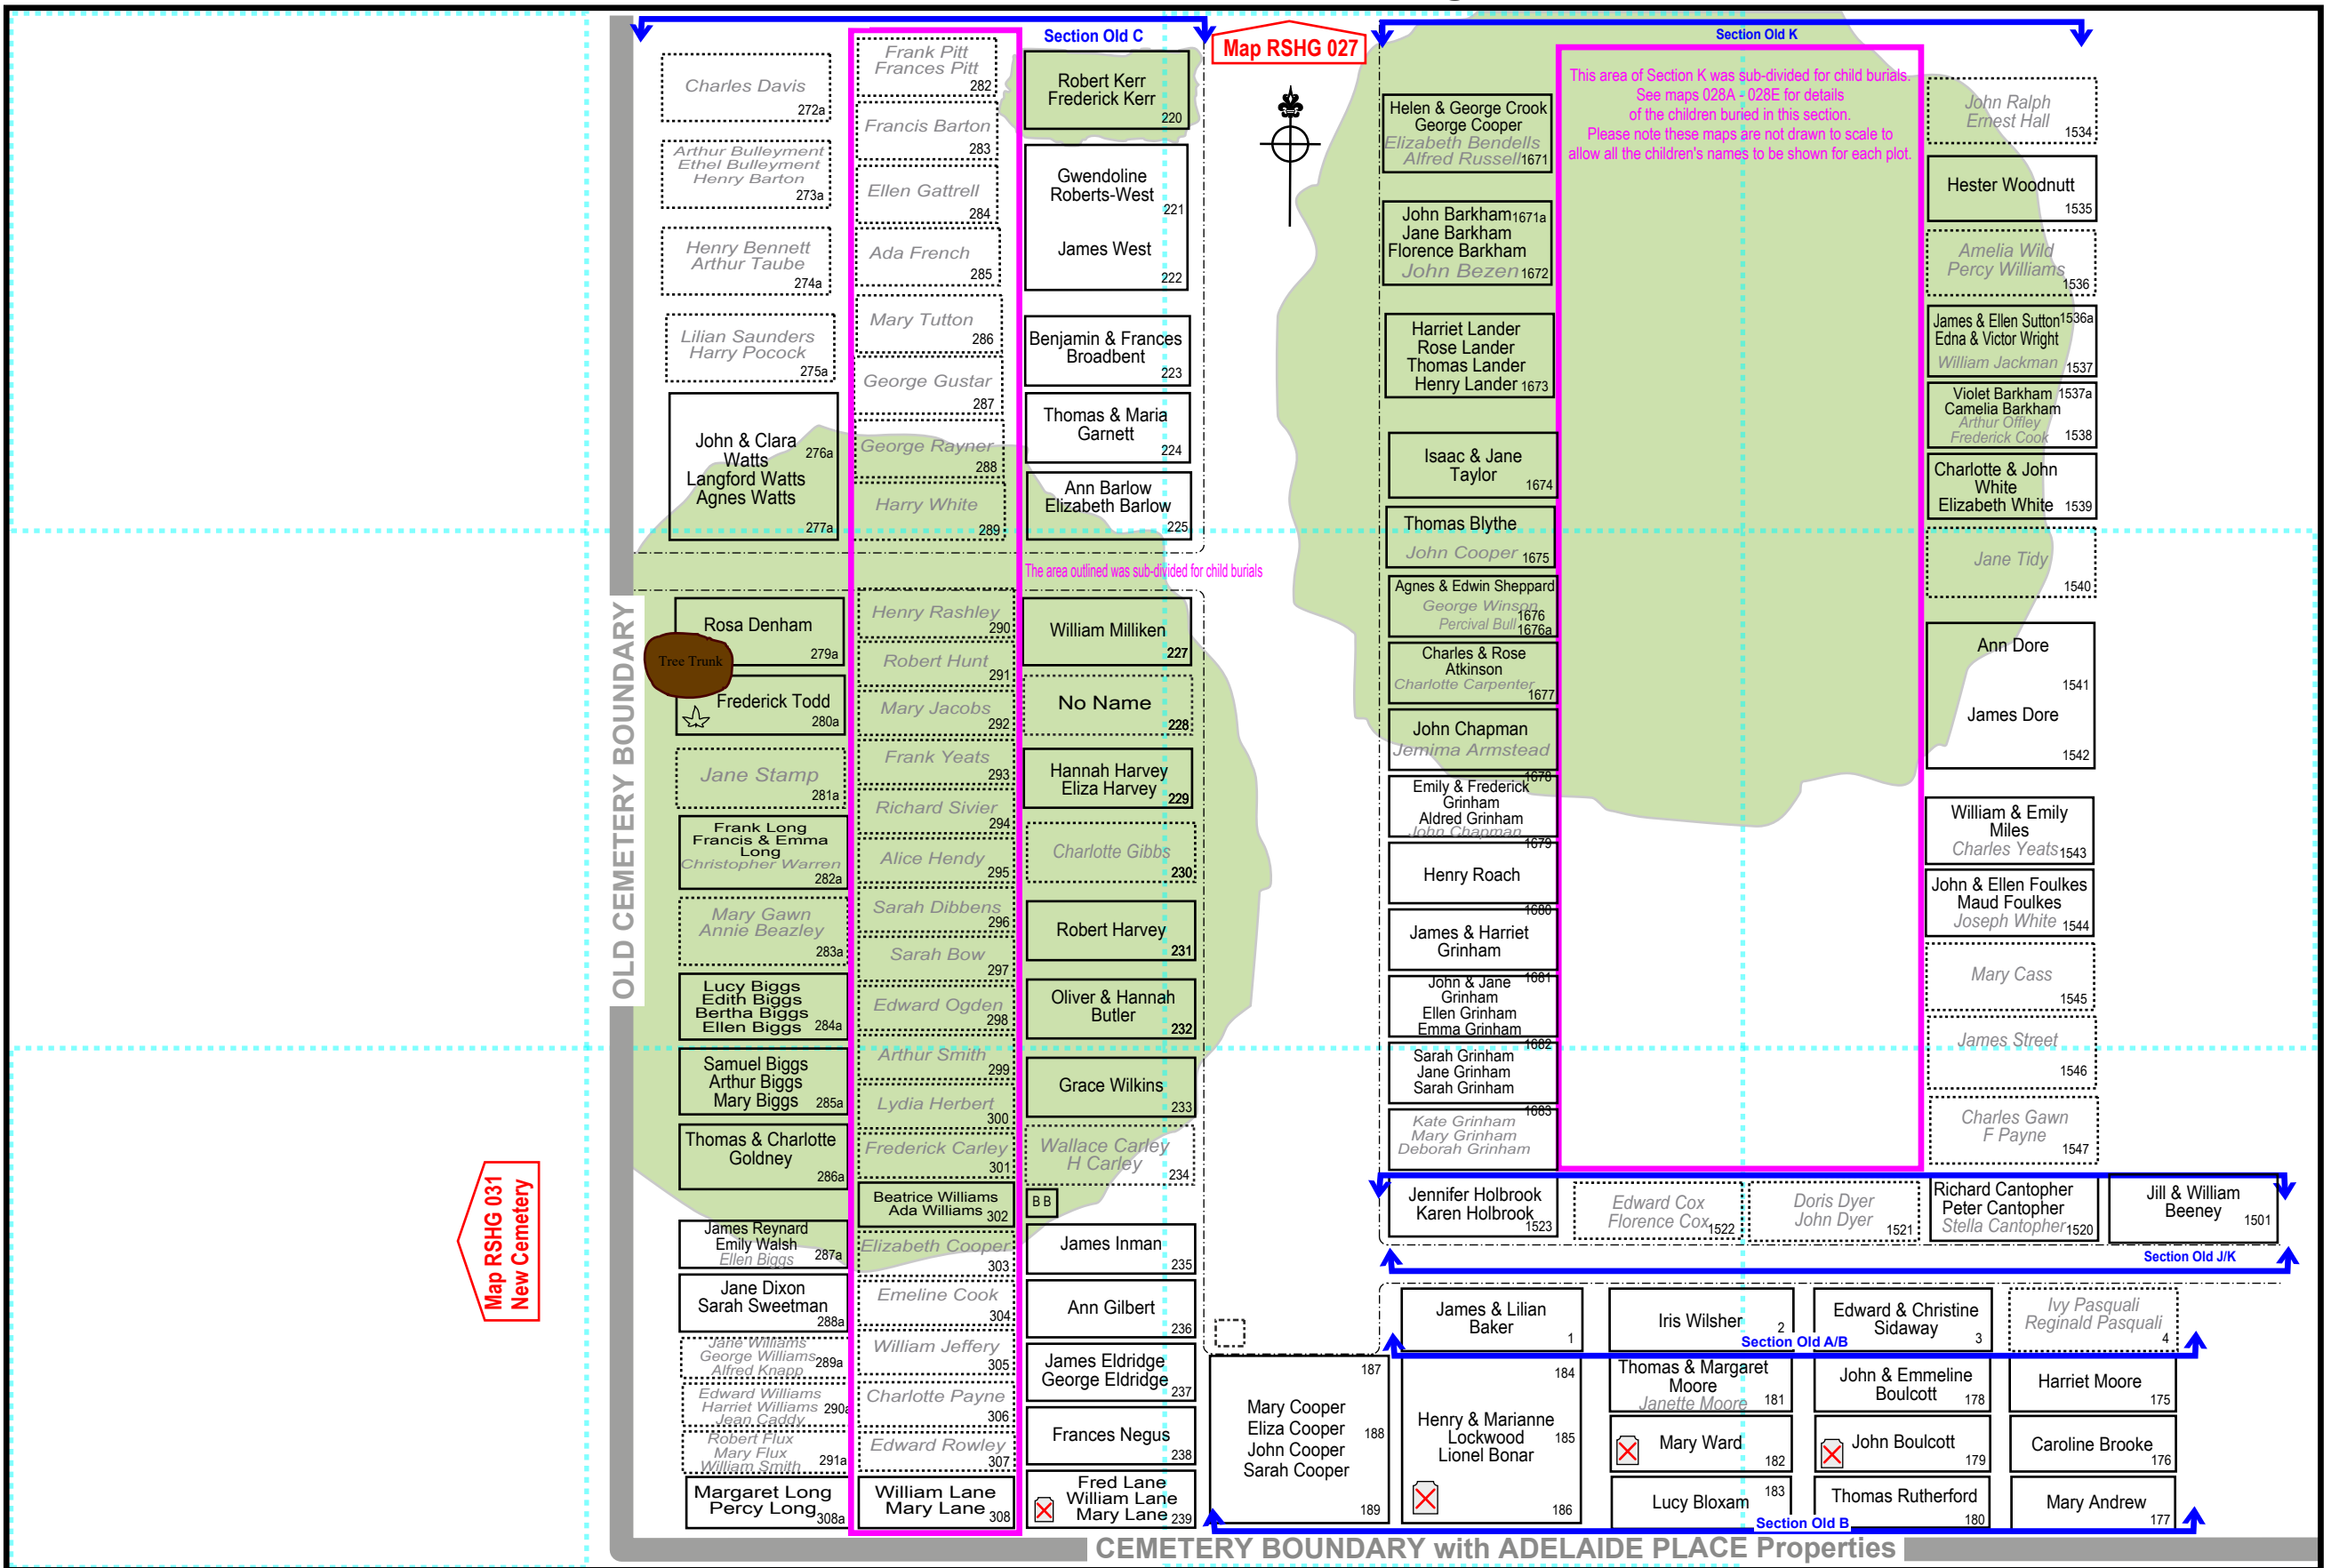 Section Old C
Map RSHG 027
Section Old K
Charles Davis
272a
Arthur Bulleyment
Ethel Bulleyment
Henry Barton
273a
Henry Bennett
Arthur Taube
274a
Lilian Saunders
Harry Pocock
275a
John & Clara
Watts
276a
Langford Watts
Agnes Watts
277a
OLD CEMETERY BOUNDARY
Rosa Denham
279a
Tree Trunk
Frederick Todd
280a
Jane Stamp
281a
Frank Long
Francis & Emma
Long
Christopher Warren
282a
Mary Gawn
Annie Beazley
283a
Lucy Biggs
Edith Biggs
Bertha Biggs
Ellen Biggs 284a
Samuel Biggs
Arthur Biggs
Mary Biggs 285a
Thomas & Charlotte
Goldney
286a
James Reynard
Emily Walsh
Ellen Biggs 287a
Jane Dixon
Sarah Sweetman
288a
Jane Williams
George Williams 289a
Alfred Knapp
Edward Williams
Harriet Williams 290a
Jean Caddy
Robert Flux
Mary Flux
William Smith 291a
Margaret Long
Percy Long 308a
Frank Pitt
Frances Pitt
282
Francis Barton
283
Ellen Gattrell
284
Ada French
285
Mary Tutton
286
George Gustar
287
George Rayner
288
Harry White
289
Henry Rashley
290
Robert Hunt
291
Mary Jacobs
292
Frank Yeats
293
Richard Sivier
294
Alice Hendy
295
Sarah Dibbens
296
Sarah Bow
297
Edward Ogden
298
Arthur Smith
299
Lydia Herbert
300
Frederick Carley
301
Beatrice Williams
Ada Williams 302
Elizabeth Cooper
303
Emeline Cook
304
William Jeffery
305
Charlotte Payne
306
Edward Rowley
307
William Lane
Mary Lane 308
Robert Kerr
Frederick Kerr
220
Gwendoline
Roberts-West
221
James West
222
Benjamin & Frances
Broadbent
223
Thomas & Maria
Garnett
224
Ann Barlow
Elizabeth Barlow
225
The area outlined was sub-divided for child burials
William Milliken
227
No Name
228
Hannah Harvey
Eliza Harvey
229
Charlotte Gibbs
230
Robert Harvey
231
Oliver & Hannah
Butler
232
Grace Wilkins
233
Wallace Carley
H Carley
234
B B
James Inman
235
Ann Gilbert
236
James Eldridge
George Eldridge
237
Frances Negus
238
Fred Lane
William Lane
Mary Lane 239
Map RSHG 031
New Cemetery
Helen & George Crook
George Cooper
Elizabeth Bendells
Alfred Russell 1671
John Barkham 1671a
Jane Barkham
Florence Barkham
John Bezen 1672
Harriet Lander
Rose Lander
Thomas Lander
Henry Lander 1673
Isaac & Jane
Taylor
1674
Thomas Blythe
John Cooper 1675
Agnes & Edwin Sheppard
George Winson
1676
Percival Bull
1676a
Charles & Rose
Atkinson
Charlotte Carpenter
1677
John Chapman
Jemima Armstead
1678
Emily & Frederick
Grinham
Aldred Grinham
John Chapman
1679
Henry Roach
1680
James & Harriet
Grinham
1681
John & Jane
Grinham
Ellen Grinham
Emma Grinham
1682
Sarah Grinham
Jane Grinham
Sarah Grinham
1683
Kate Grinham
Mary Grinham
Deborah Grinham
This area of Section K was sub-divided for child burials.
See maps 028A - 028E for details
of the children buried in this section.
Please note these maps are not drawn to scale to
allow all the children's names to be shown for each plot.
John Ralph
Ernest Hall
1534
Hester Woodnutt
1535
Amelia Wild
Percy Williams
1536
James & Ellen Sutton 1536a
Edna & Victor Wright
William Jackman 1537
Violet Barkham 1537a
Camelia Barkham
Arthur Offley
Frederick Cook 1538
Charlotte & John
White
Elizabeth White 1539
Jane Tidy
1540
Ann Dore
1541
James Dore
1542
William & Emily
Miles
Charles Yeats 1543
John & Ellen Foulkes
Maud Foulkes
Joseph White 1544
Mary Cass
1545
James Street
1546
Charles Gawn
F Payne
1547
Jennifer Holbrook
Karen Holbrook
1523
Edward Cox
Florence Cox 1522
Doris Dyer
John Dyer 1521
Richard Cantopher
Peter Cantopher
Stella Cantopher 1520
Jill & William
Beeney
1501
Section Old J/K
James & Lilian
Baker
1
Iris Wilsher
2
Edward & Christine
Sidaway
3
Ivy Pasquali
Reginald Pasquali
4
Section Old A/B
187
Mary Cooper
Eliza Cooper 188
John Cooper
Sarah Cooper
189
184
Henry & Marianne
Lockwood 185
Lionel Bonar
186
Thomas & Margaret
Moore
Janette Moore 181
John & Emmeline
Boulcott
178
Harriet Moore
175
Mary Ward
182
John Boulcott
179
Caroline Brooke
176
Lucy Bloxam 183
Thomas Rutherford
180
Mary Andrew
177
Section Old B
CEMETERY BOUNDARY with ADELAIDE PLACE Properties